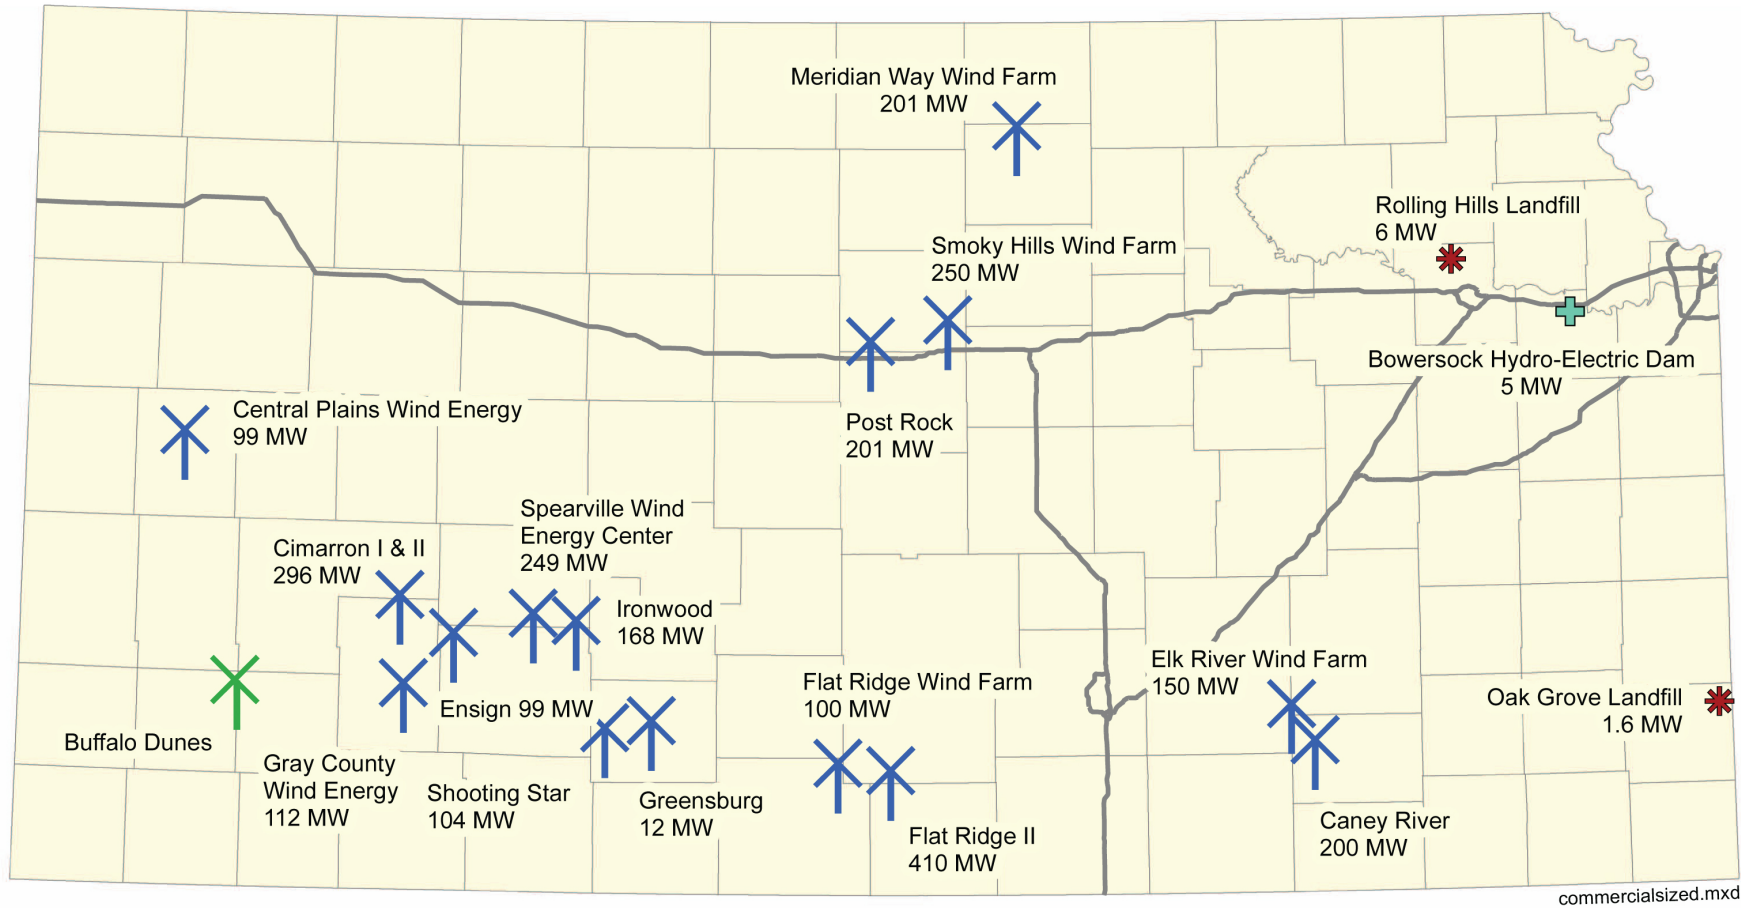 Meridian Way Wind Farm
201 MW
Rolling Hills Landfill
6 MW
Smoky Hills Wind Farm
250 MW
Bowersock Hydro-Electric Dam
5 MW
Central Plains Wind Energy
99 MW
Post Rock
201 MW
Spearville Wind
Energy Center
249 MW
Cimarron I & II
296 MW
Ironwood
168 MW
Elk River Wind Farm
150 MW
Flat Ridge Wind Farm
100 MW
Ensign 99 MW
Oak Grove Landfill
1.6 MW
Buffalo Dunes
Gray County
Wind Energy
112 MW
Shooting Star
104 MW
Greensburg
12 MW
Flat Ridge II
410 MW
Caney River
200 MW
commercialsized.mxd